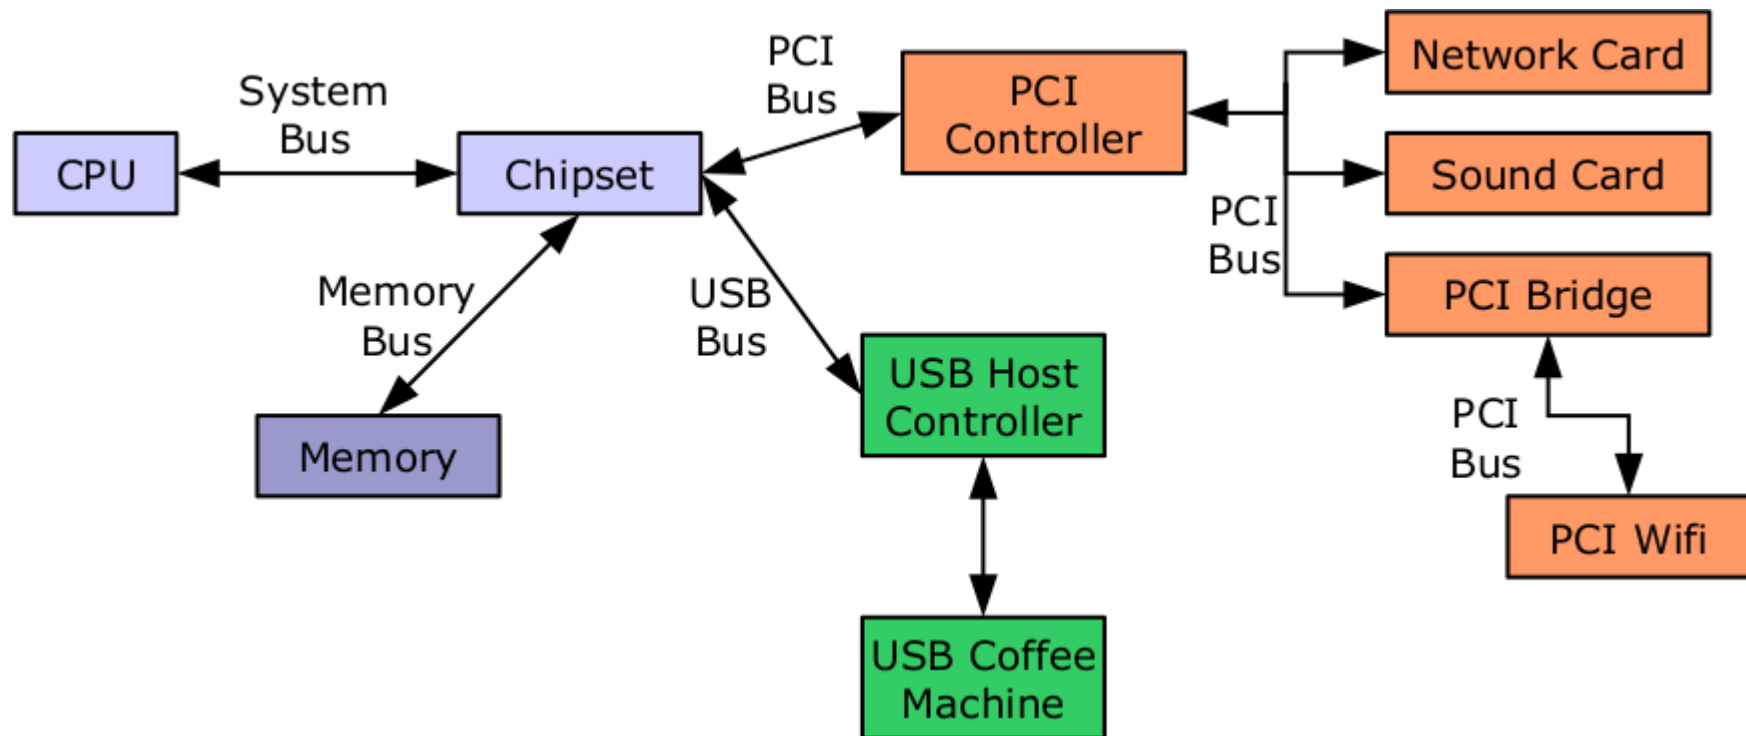 System
Bus
CPU
Chipset
PCI
Bus
PCI
Controller
Network Card
Sound Card
PCI
Bus
PCI Bridge
Memory
Bus
Memory
USB
Bus
USB Host
Controller
PCI
Bus
PCI Wifi
USB Coffee
Machine